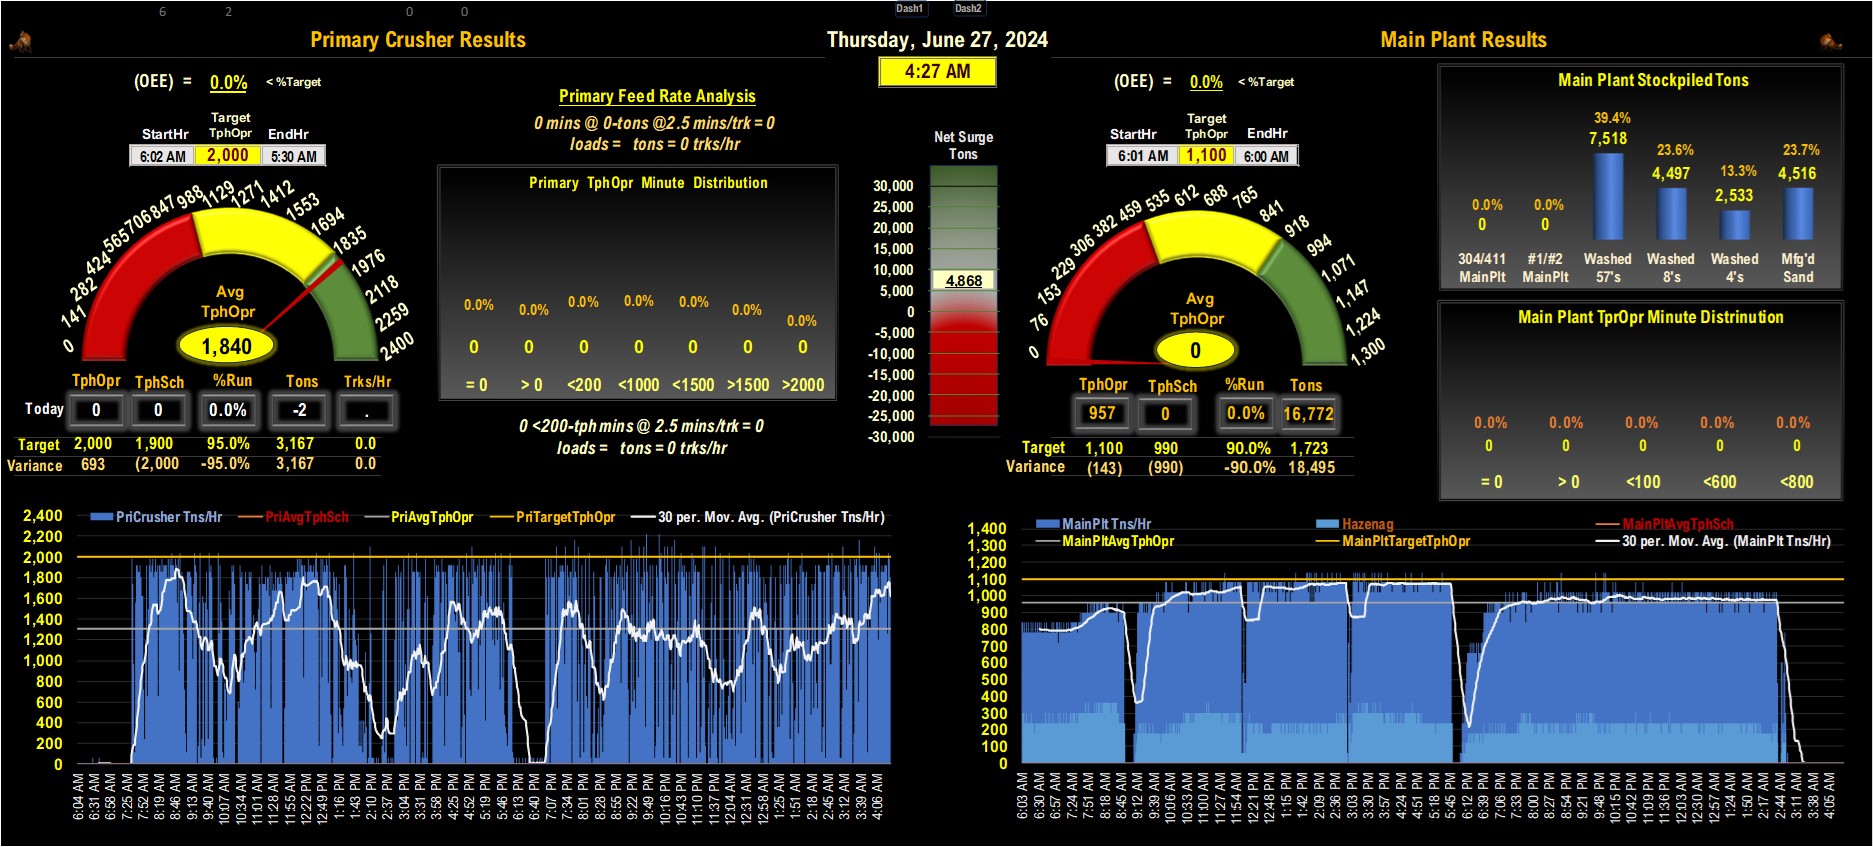 6 2 0 0 Dash1 Dash2
Primary Crusher Results
Thursday, June 27, 2024
Main Plant Results
4:27 AM
(OEE) = 0.0% < %Target
Target
StartHr TphOpr EndHr
6:02 AM 2,000 5:30 AM
0 141 282 424 565 706 847 988 1129 1271 1412 1553 1694 1835 1976 2118 2259 2400
Avg
TphOpr
1,840
TphOpr TphSch %Run Tons Trks/Hr
Today 0 0 0.0% -2 .
Target 2,000 1,900 95.0% 3,167 0.0
Variance 693 (2,000 -95.0% 3,167 0.0
Primary Feed Rate Analysis
0 mins @ 0-tons @2.5 mins/trk = 0
loads = tons = 0 trks/hr
Primary TphOpr Minute Distribution
0.0% 0.0% 0.0% 0.0% 0.0% 0.0% 0.0%
0 0 0 0 0 0 0
= 0 > 0 <200 <1000 <1500 >1500 >2000
0 <200-tph mins @ 2.5 mins/trk = 0
loads = tons = 0 trks/hr
Net Surge
Tons
30,000
25,000
20,000
15,000
10,000
4,868
5,000
0
-5,000
-10,000
-15,000
-20,000
-25,000
-30,000
(OEE) = 0.0% < %Target
Target
StartHr TphOpr EndHr
6:01 AM 1,100 6:00 AM
0 76 153 229 306 382 459 535 612 688 765 841 918 994 1,071 1,147 1,224 1,300
Avg
TphOpr
0
TphOpr TphSch %Run Tons
957 0 0.0% 16,772
Target 1,100 990 90.0% 1,723
Variance (143) (990) -90.0% 18,495
Main Plant Stockpiled Tons
0.0% 0.0% 39.4% 23.6% 13.3% 23.7%
0 0 7,518 4,497 2,533 4,516
304/411 #1/#2 Washed Washed Washed Mfg'd
MainPlt MainPlt 57's 8's 4's Sand
Main Plant TprOpr Minute Distrinution
0.0% 0.0% 0.0% 0.0% 0.0%
0 0 0 0 0
= 0 > 0 <100 <600 <800
PriCrusher Tns/Hr PriAvgTphSch PriAvgTphOpr PriTargetTphOpr 30 per. Mov. Avg. (PriCrusher Tns/Hr)
2,400
2,200
2,000
1,800
1,600
1,400
1,200
1,000
800
600
400
200
0
6:04 AM 6:31 AM 6:58 AM 7:25 AM 7:52 AM 8:19 AM 8:46 AM 9:13 AM 9:40 AM 10:07 AM 10:34 AM 11:01 AM 11:28 AM 11:55 AM 12:22 PM 12:49 PM 1:16 PM 1:43 PM 2:10 PM 2:37 PM 3:04 PM 3:31 PM 3:58 PM 4:25 PM 4:52 PM 5:19 PM 5:46 PM 6:13 PM 6:40 PM 7:07 PM 7:34 PM 8:01 PM 8:28 PM 8:55 PM 9:22 PM 9:49 PM 10:16 PM 10:43 PM 11:10 PM 11:37 PM 12:04 AM 12:31 AM 12:58 AM 1:25 AM 1:51 AM 2:18 AM 2:45 AM 3:12 AM 3:39 AM 4:06 AM
MainPlt Tns/Hr Hazenag MainPltAvgTphSch
MainPltAvgTphOpr MainPltTargetTphOpr 30 per. Mov. Avg. (MainPlt Tns/Hr)
1,400
1,300
1,200
1,100
1,000
900
800
700
600
500
400
300
200
100
0
6:03 AM 6:30 AM 6:57 AM 7:24 AM 7:51 AM 8:18 AM 8:45 AM 9:12 AM 9:39 AM 10:06 AM 10:33 AM 11:00 AM 11:27 AM 11:54 AM 12:21 PM 12:48 PM 1:15 PM 1:42 PM 2:09 PM 2:36 PM 3:03 PM 3:30 PM 3:57 PM 4:24 PM 4:51 PM 5:18 PM 5:45 PM 6:12 PM 6:39 PM 7:06 PM 7:33 PM 8:00 PM 8:27 PM 8:54 PM 9:21 PM 9:48 PM 10:15 PM 10:42 PM 11:09 PM 11:36 PM 12:03 AM 12:30 AM 12:57 AM 1:24 AM 1:50 AM 2:17 AM 2:44 AM 3:11 AM 3:38 AM 4:05 AM